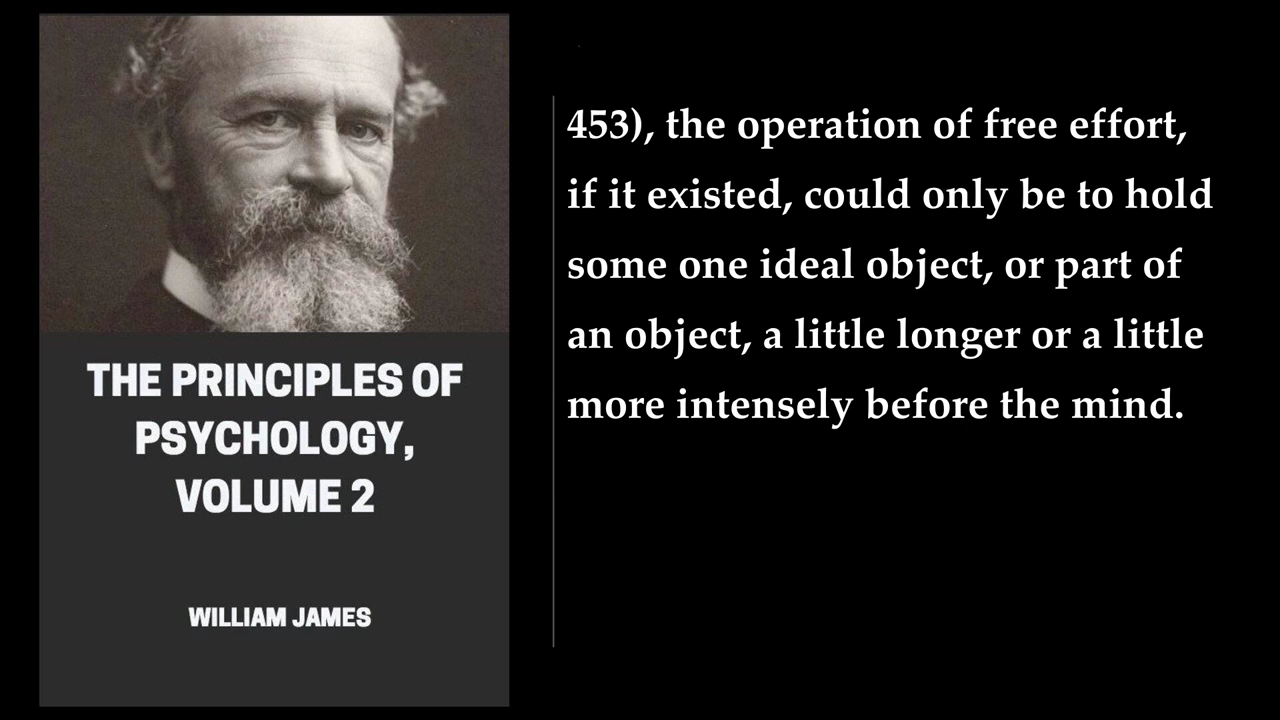 THE PRINCIPLES OF
PSYCHOLOGY,
VOLUME 2
WILLIAM JAMES
453), the operation of free effort,
if it existed, could only be to hold
some one ideal object, or part of
an object, a little longer or a little
more intensely before the mind.